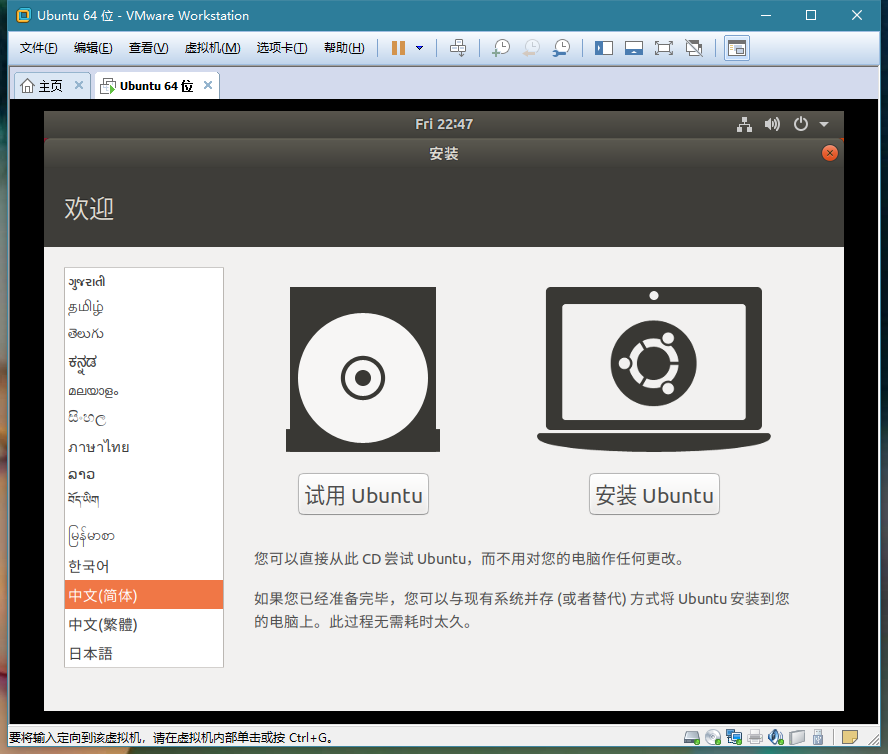 Ubuntu 64 位 - VMware Workstation
文件(F) 编辑(E) 查看(V) 虚拟机(M) 选项卡(T) 帮助(H)
主页 Ubuntu 64 位
Fri 22:47
安装
欢迎
ગુજરાતી
தமிழ்
తెలుగు
ಕನ್ನಡ
മലയാളം
සිංහල
ภาษาไทย
ລາວ
བོད་ཡིག
မြန်မာစာ
한국어
中文(简体)
中文(繁體)
日本語
试用 Ubuntu
安装 Ubuntu
您可以直接从此 CD 尝试 Ubuntu，而不用对您的电脑作任何更改。
如果您已经准备完毕，您可以与现有系统并存 (或者替代) 方式将 Ubuntu 安装到您
的电脑上。此过程无需耗时太久。
要将输入定向到该虚拟机，请在虚拟机内部单击或按 Ctrl+G。